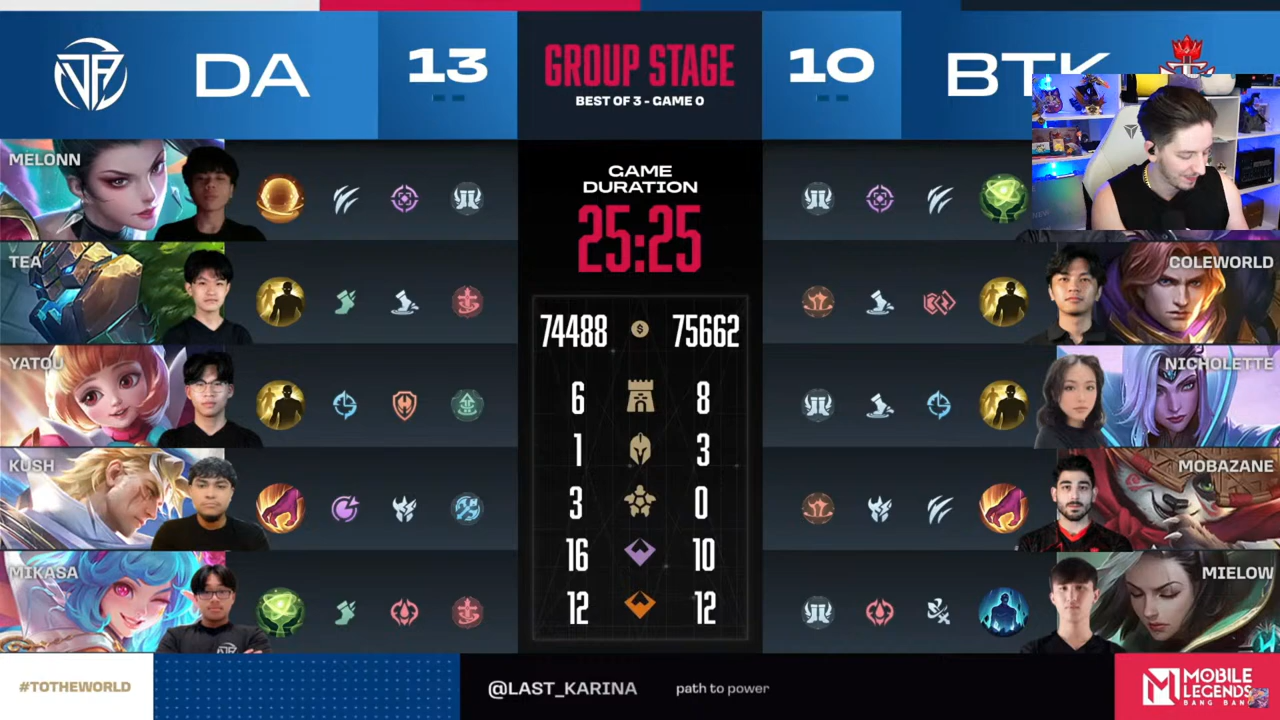 DA
13
GROUP STAGE
BEST OF 3 - GAME 0
10
BTK
MELONN
TEA
YATOU
KUSH
MIKASA
GAME
DURATION
25:25
74488
75662
6
8
1
3
3
0
16
10
12
12
COLEWORLD
NICHOLETTE
MOBAZANE
MIELOW
#TOTHEWORLD
@LAST_KARINA
path to power
MOBILE
LEGENDS
BANG BANG